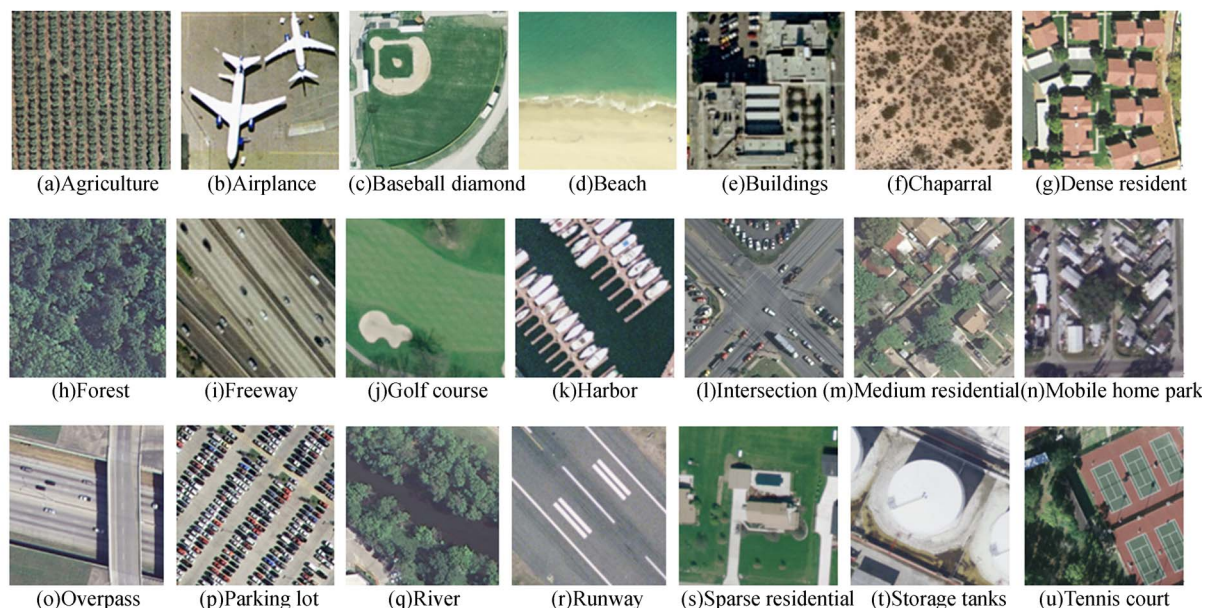 (a)Agriculture (b)Airplance (c)Baseball diamond (d)Beach (e)Buildings (f)Chaparral (g)Dense resident
(h)Forest (i)Freeway (j)Golf course (k)Harbor (l)Intersection (m)Medium residential (n)Mobile home park
(o)Overpass (p)Parking lot (q)River (r)Runway (s)Sparse residential (t)Storage tanks (u)Tennis court